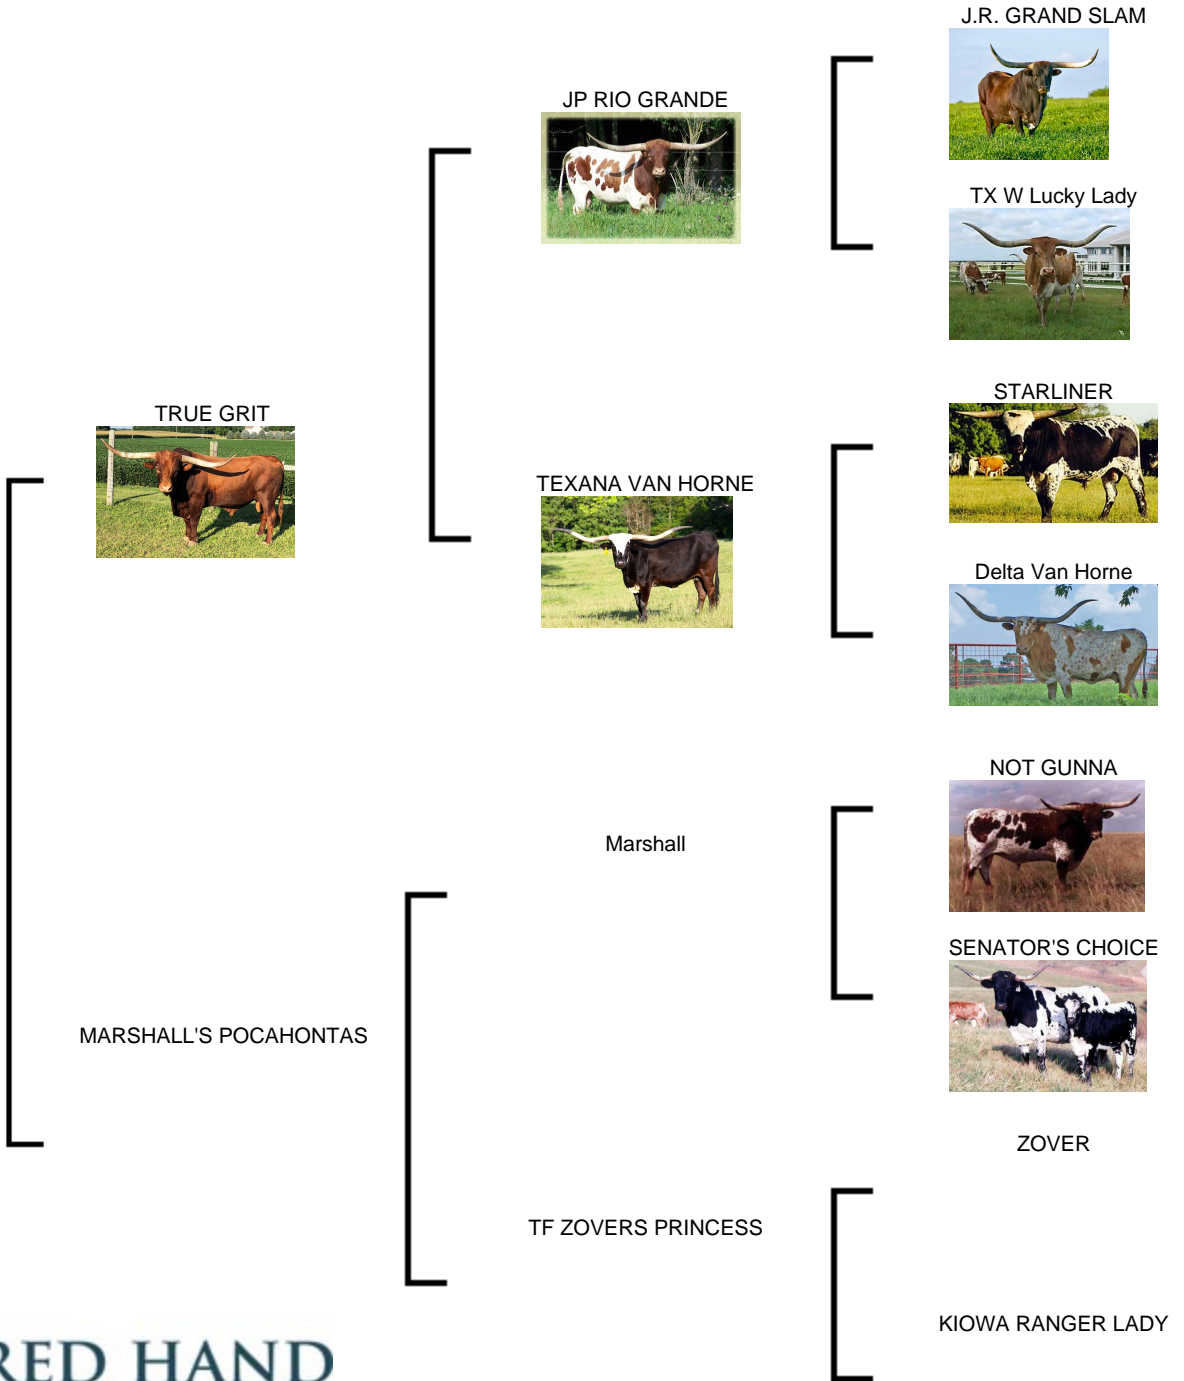 J.R. GRAND SLAM
JP RIO GRANDE
TX W Lucky Lady
TRUE GRIT
STARLINER
TEXANA VAN HORNE
Delta Van Horne
NOT GUNNA
Marshall
SENATOR'S CHOICE
MARSHALL'S POCAHONTAS
ZOVER
TF ZOVERS PRINCESS
KIOWA RANGER LADY
RED HAND